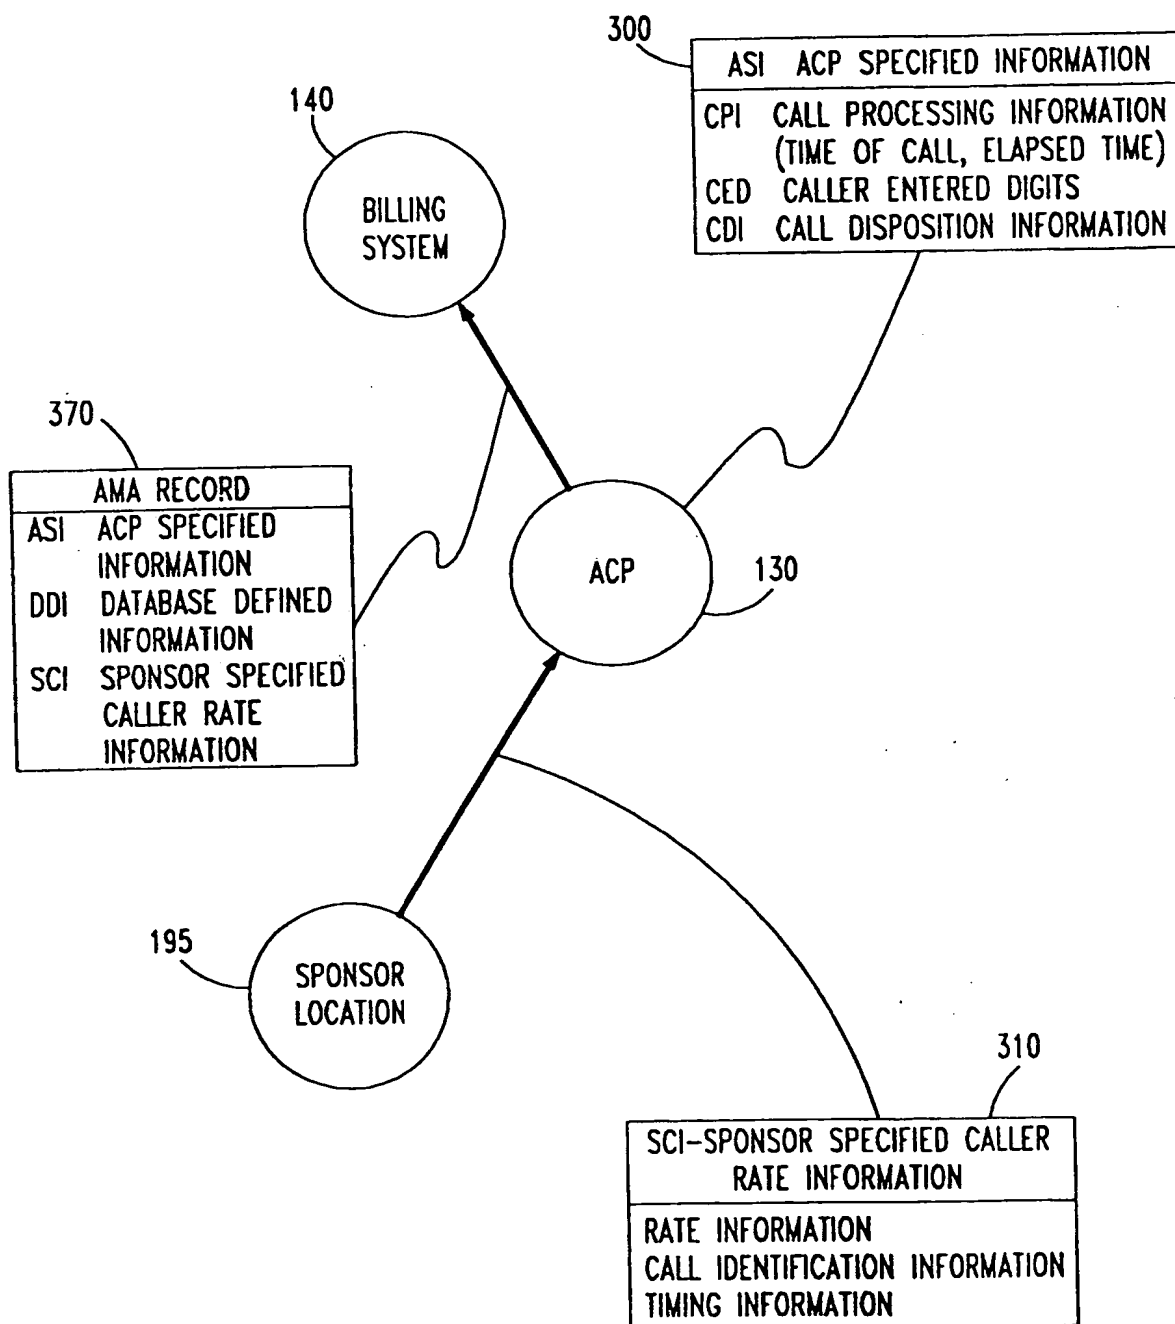 300
ASI ACP SPECIFIED INFORMATION
CPI CALL PROCESSING INFORMATION
(TIME OF CALL, ELAPSED TIME)
CED CALLER ENTERED DIGITS
CDI CALL DISPOSITION INFORMATION
140
BILLING
SYSTEM
370
AMA RECORD
ASI ACP SPECIFIED
INFORMATION
DDI DATABASE DEFINED
INFORMATION
SCI SPONSOR SPECIFIED
CALLER RATE
INFORMATION
ACP
130
195
SPONSOR
LOCATION
310
SCI-SPONSOR SPECIFIED CALLER
RATE INFORMATION
RATE INFORMATION
CALL IDENTIFICATION INFORMATION
TIMING INFORMATION